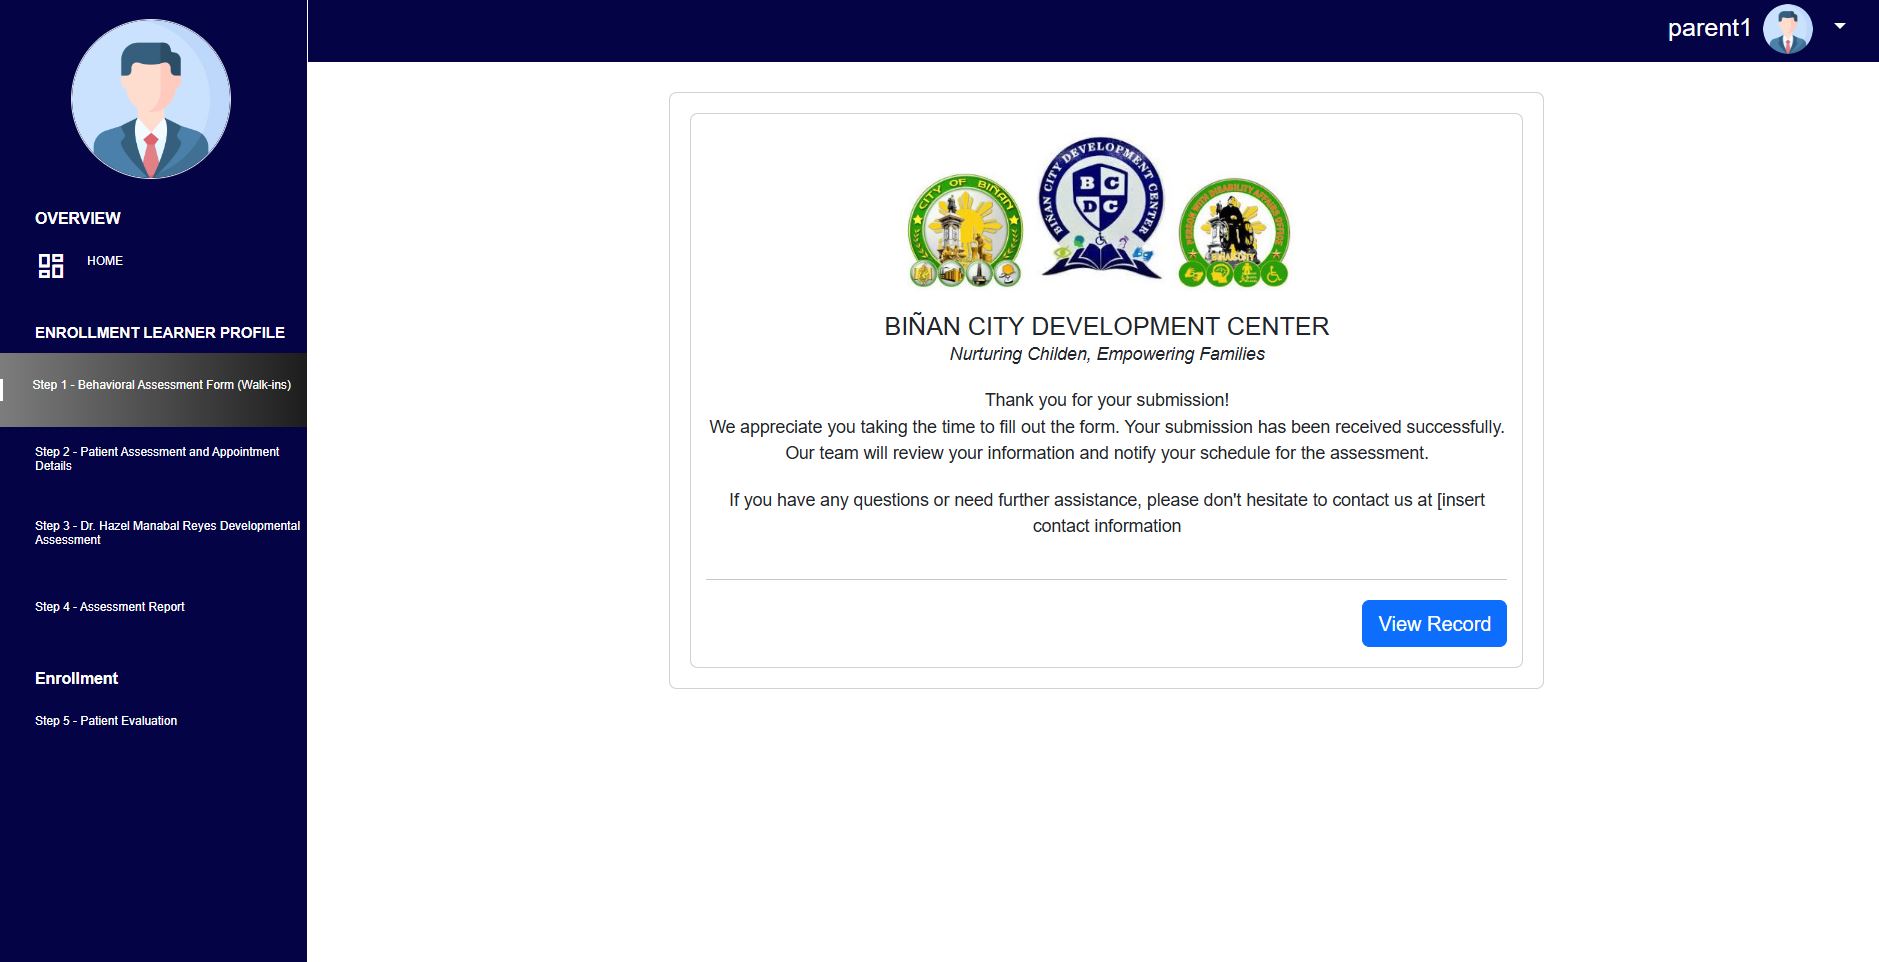 parent1
OVERVIEW
HOME
ENROLLMENT LEARNER PROFILE
Step 1 - Behavioral Assessment Form (Walk-ins)
Step 2 - Patient Assessment and Appointment
Details
Step 3 - Dr. Hazel Manabal Reyes Developmental
Assessment
Step 4 - Assessment Report
Enrollment
Step 5 - Patient Evaluation
CITY OF BIÑAN
BIÑAN CITY DEVELOPMENT CENTER
B C
D C
PERSON WITH DISABILITY AFFAIRS OFFICE
BIÑAN CITY
BIÑAN CITY DEVELOPMENT CENTER
Nurturing Childen, Empowering Families
Thank you for your submission!
We appreciate you taking the time to fill out the form. Your submission has been received successfully.
Our team will review your information and notify your schedule for the assessment.
If you have any questions or need further assistance, please don't hesitate to contact us at [insert
contact information
View Record